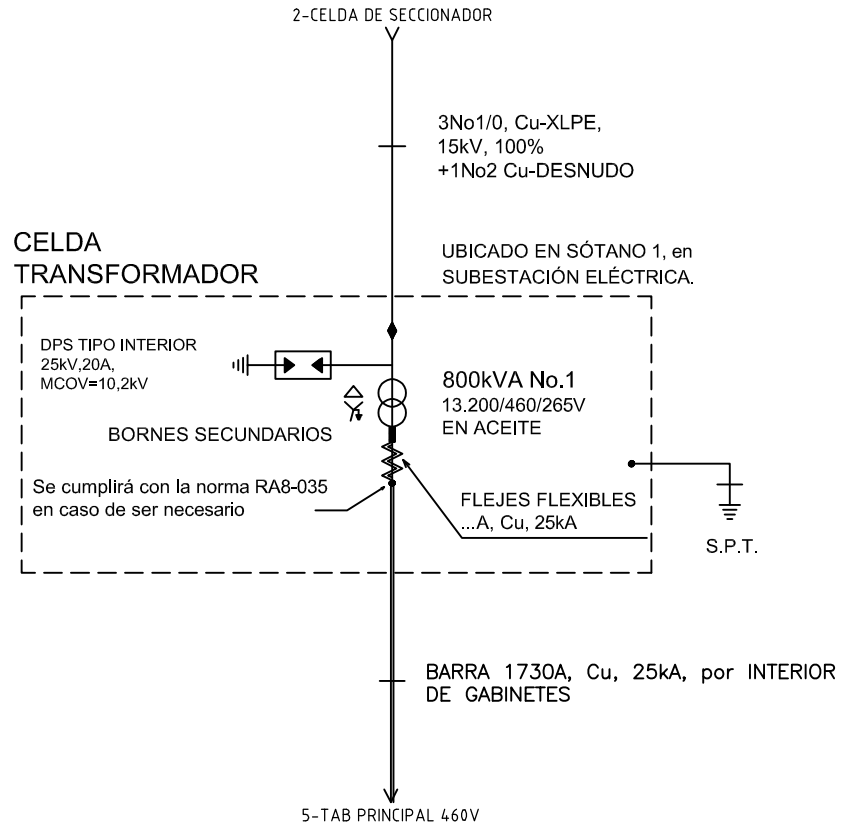 2-CELDA DE SECCIONADOR
3No1/0, Cu-XLPE,
15kV, 100%
+1No2 Cu-DESNUDO
CELDA
TRANSFORMADOR
UBICADO EN SÓTANO 1, en
SUBESTACIÓN ELÉCTRICA.
DPS TIPO INTERIOR
25kV,20A,
MCOV=10,2kV
800kVA No.1
13.200/460/265V
EN ACEITE
BORNES SECUNDARIOS
Se cumplirá con la norma RA8-035
en caso de ser necesario
FLEJES FLEXIBLES
...A, Cu, 25kA
S.P.T.
BARRA 1730A, Cu, 25kA, por INTERIOR
DE GABINETES
5-TAB PRINCIPAL 460V